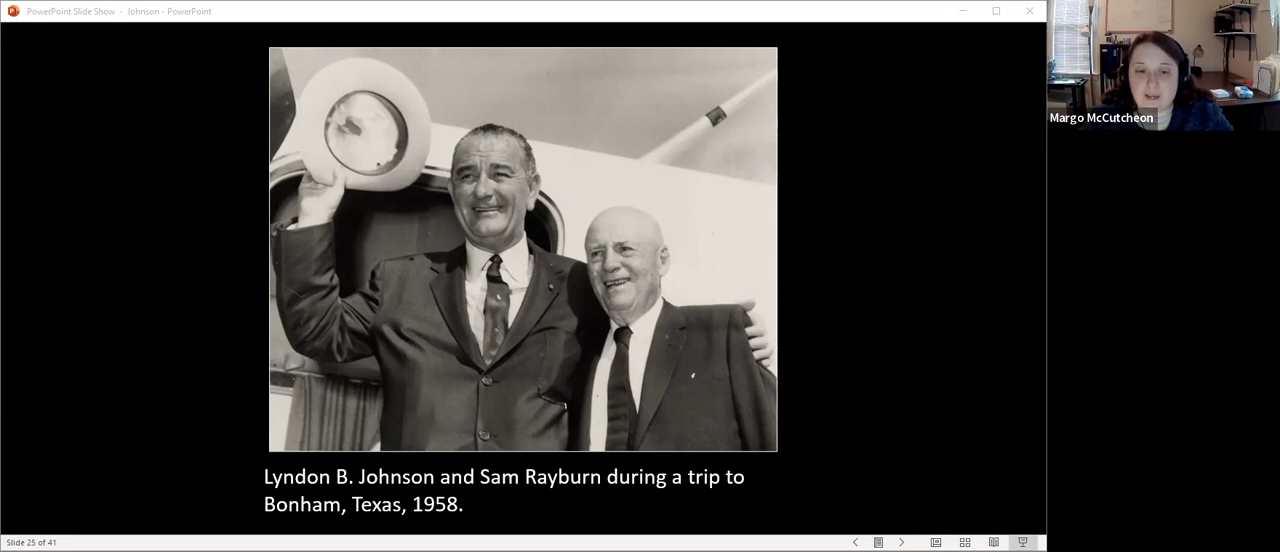 PowerPoint Slide Show - Johnson - PowerPoint
Margo McCutcheon
Lyndon B. Johnson and Sam Rayburn during a trip to
Bonham, Texas, 1958.
Slide 25 of 41